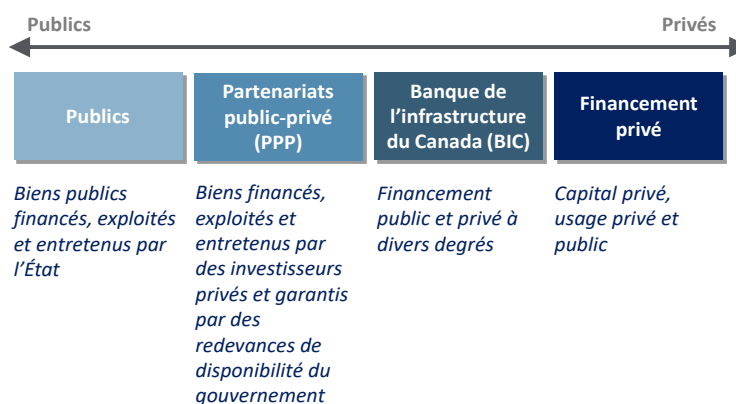 Publics
Privés
Publics
Partenariats
public-privé
(PPP)
Banque de
l'infrastructure
du Canada (BIC)
Financement
privé
Biens publics
financés, exploités
et entretenus par
l'État
Biens financés,
exploités et
entretenus par
des investisseurs
privés et garantis
par des
redevances de
disponibilité du
gouvernement
Financement
public et privé à
divers degrés
Capital privé,
usage privé et
public